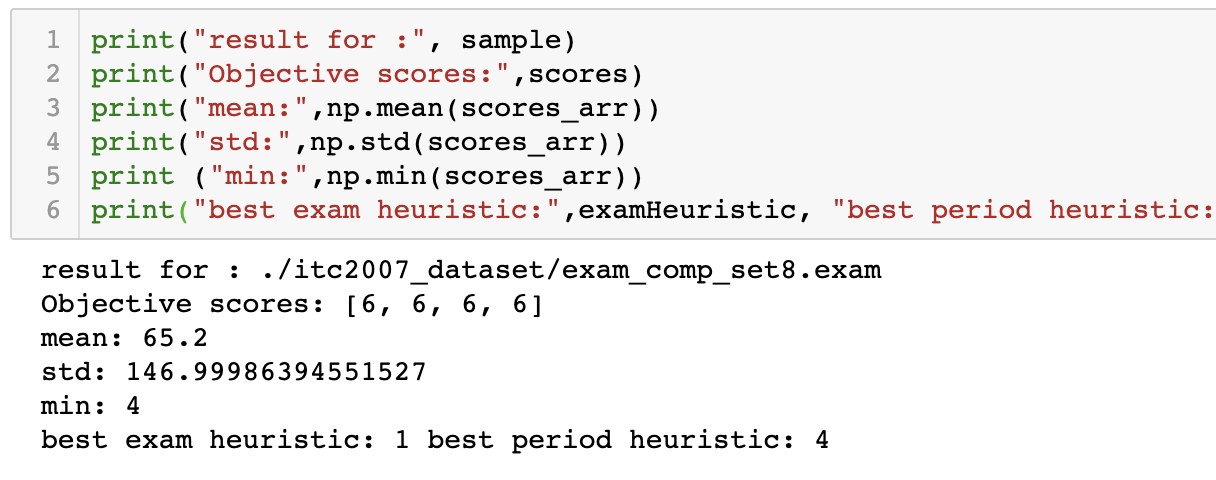 1 print("result for :", sample)
2 print("Objective scores:",scores)
3 print("mean:",np.mean(scores_arr))
4 print("std:",np.std(scores_arr))
5 print ("min:",np.min(scores_arr))
6 print("best exam heuristic:",examHeuristic, "best period heuristic:
result for : ./itc2007_dataset/exam_comp_set8.exam
Objective scores: [6, 6, 6, 6]
mean: 65.2
std: 146.99986394551527
min: 4
best exam heuristic: 1 best period heuristic: 4